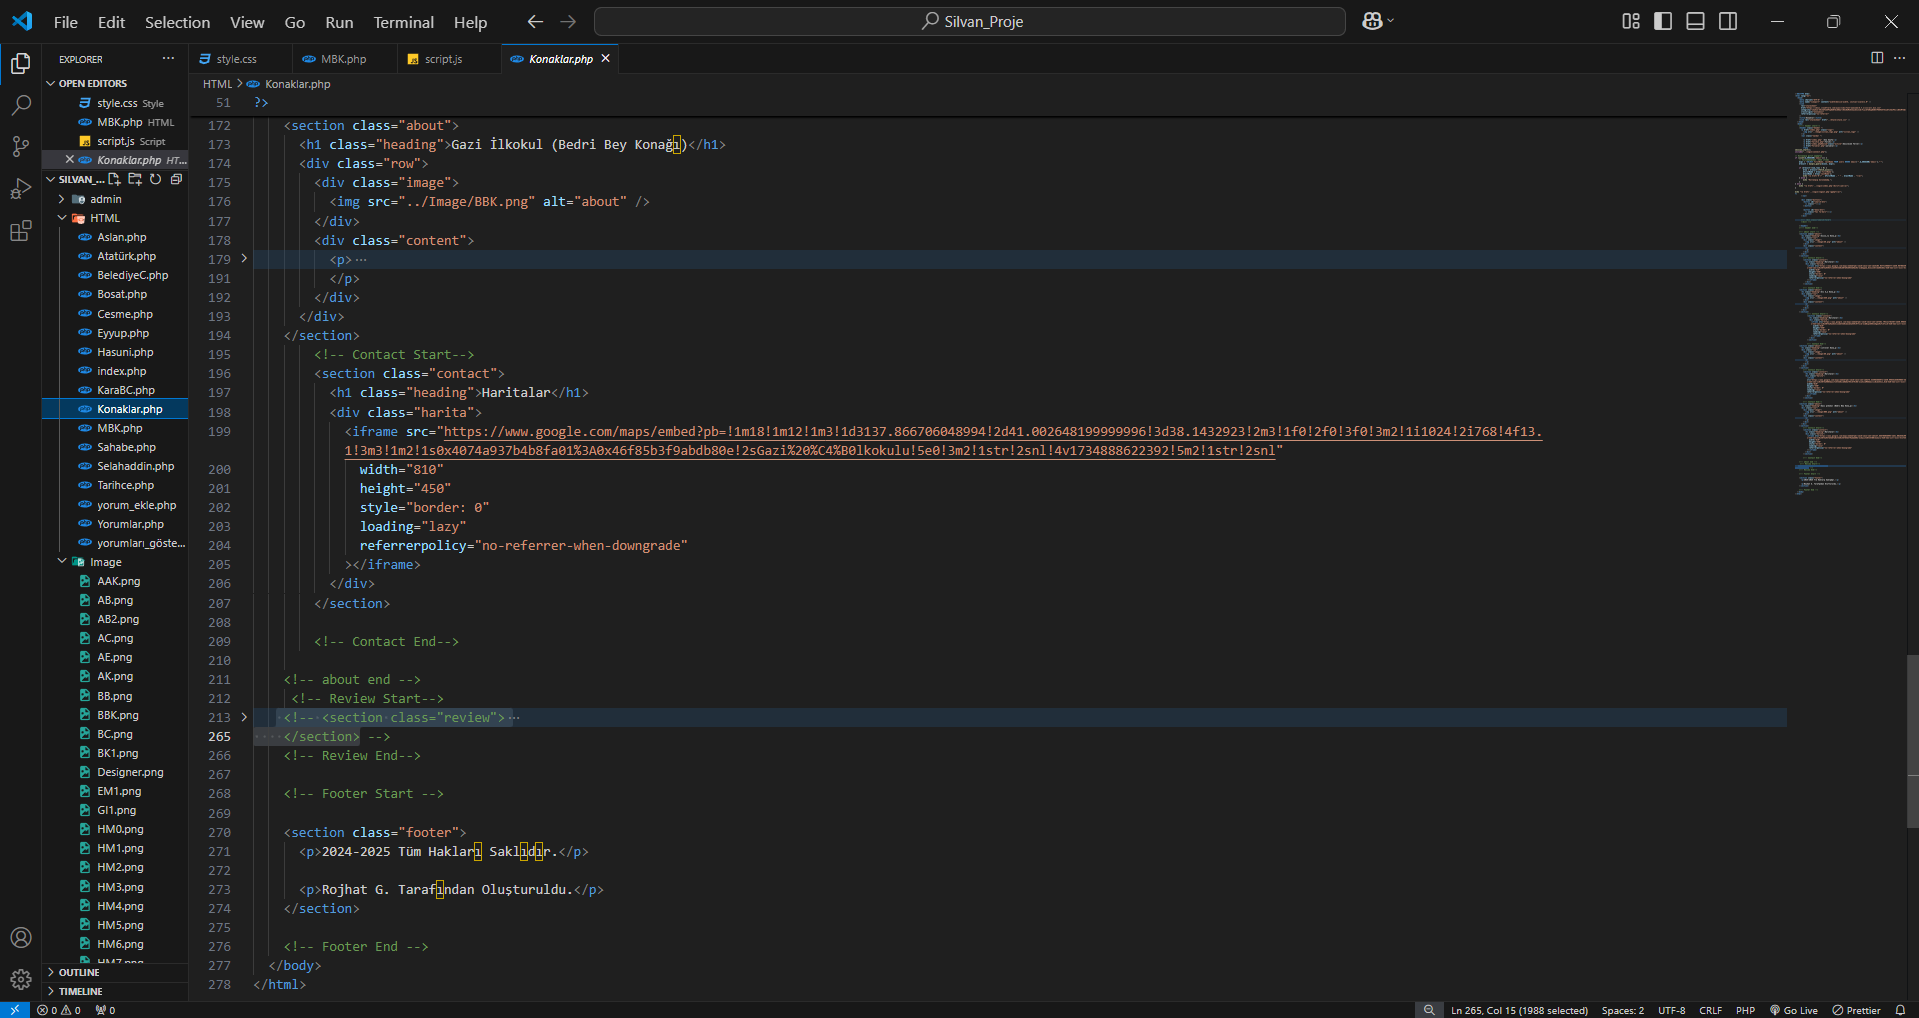 File Edit Selection View Go Run Terminal Help
Silvan_Proje
EXPLORER
style.css
MBK.php
script.js
Konaklar.php
HTML > Konaklar.php
OPEN EDITORS
style.css Style
MBK.php HTML
script.js Script
Konaklar.php HT...
SILVAN_...
admin
HTML
Aslan.php
Atatürk.php
BelediyeC.php
Bosat.php
Cesme.php
Eyyup.php
Hasuni.php
index.php
KaraBC.php
Konaklar.php
MBK.php
Sahabe.php
Selahaddin.php
Tarihce.php
yorum_ekle.php
Yorumlar.php
yorumları_göste...
Image
AAK.png
AB.png
AB2.png
AC.png
AE.png
AK.png
BB.png
BBK.png
BC.png
BK1.png
Designer.png
EM1.png
GI1.png
HM0.png
HM1.png
HM2.png
HM3.png
HM4.png
HM5.png
HM6.png
HM7.png
OUTLINE
TIMELINE
51 ?>
172 <section class="about">
173 <h1 class="heading">Gazi İlkokul (Bedri Bey Konağı)</h1>
174 <div class="row">
175 <div class="image">
176 <img src="../Image/BBK.png" alt="about" />
177 </div>
178 <div class="content">
179 <p>…
191 </p>
192 </div>
193 </div>
194 </section>
195 <!-- Contact Start-->
196 <section class="contact">
197 <h1 class="heading">Haritalar</h1>
198 <div class="harita">
199 <iframe src="https://www.google.com/maps/embed?pb=!1m18!1m12!1m3!1d3137.866706048994!2d41.002648199999996!3d38.1432923!2m3!1f0!2f0!3f0!3m2!1i1024!2i768!4f13.
1!3m3!1m2!1s0x4074a937b4b8fa01%3A0x46f85b3f9abdb80e!2sGazi%20%C4%B0lkokulu!5e0!3m2!1str!2snl!4v1734888622392!5m2!1str!2snl"
200 width="810"
201 height="450"
202 style="border: 0"
203 loading="lazy"
204 referrerpolicy="no-referrer-when-downgrade"
205 ></iframe>
206 </div>
207 </section>
208
209 <!-- Contact End-->
210
211 <!-- about end -->
212 <!-- Review Start-->
213 <!-- <section class="review">…
265 </section> -->
266 <!-- Review End-->
267
268 <!-- Footer Start -->
269
270 <section class="footer">
271 <p>2024-2025 Tüm Hakları Saklıdır.</p>
272
273 <p>Rojhat G. Tarafından Oluşturuldu.</p>
274 </section>
275
276 <!-- Footer End -->
277 </body>
278 </html>
0 0 0
Ln 265, Col 15 (1988 selected) Spaces: 2 UTF-8 CRLF PHP Go Live Prettier